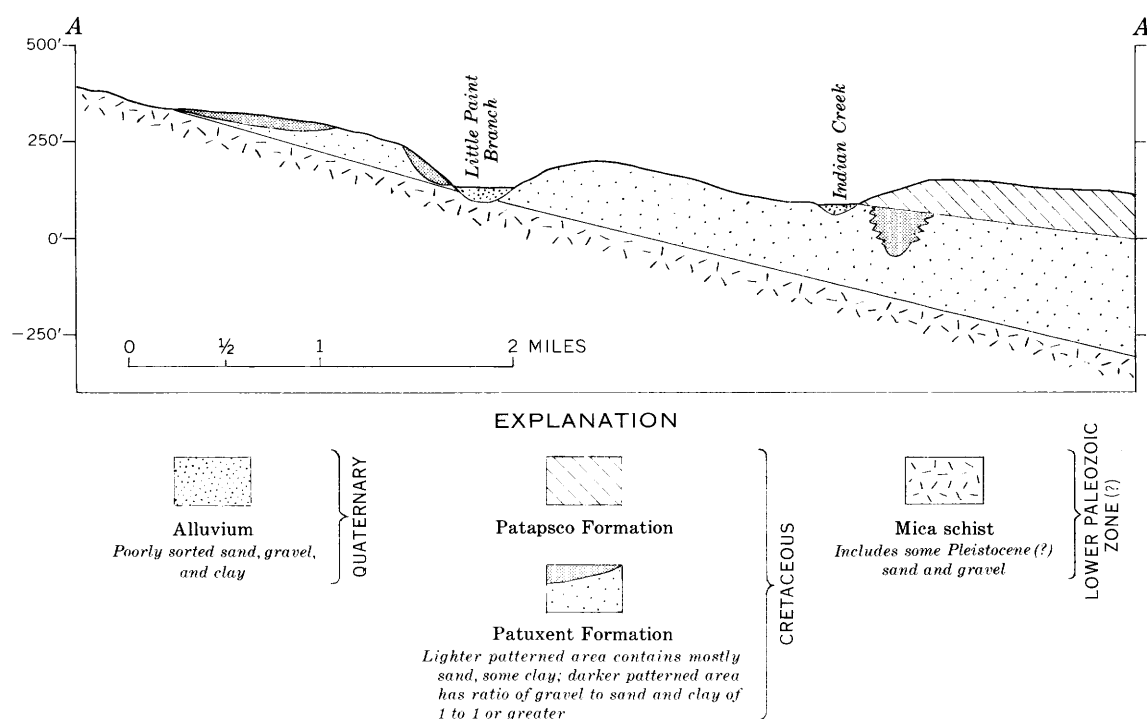 A
A
500′
250′
0′
−250′
Little Paint
Branch
Indian Creek
0 ½ 1 2 MILES
EXPLANATION
Alluvium
Poorly sorted sand, gravel,
and clay
QUATERNARY
Patapsco Formation
Patuxent Formation
Lighter patterned area contains mostly
sand, some clay; darker patterned area
has ratio of gravel to sand and clay of
1 to 1 or greater
CRETACEOUS
Mica schist
Includes some Pleistocene (?)
sand and gravel
LOWER PALEOZOIC
ZONE (?)